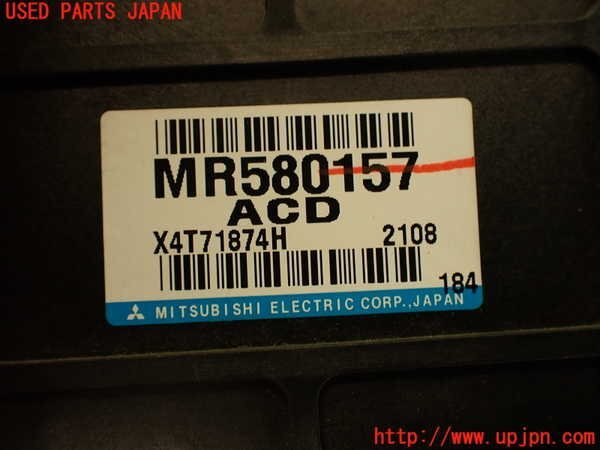 USED PARTS JAPAN
MR580157
ACD
X4T71874H 2108
184
MITSUBISHI ELECTRIC CORP.,JAPAN
http://www.upjpn.com/